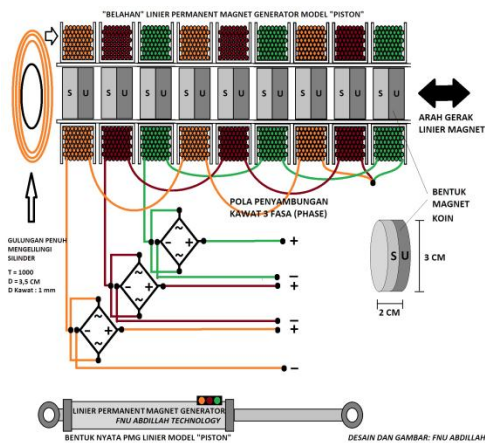 "BELAHAN" LINIER PERMANENT MAGNET GENERATOR MODEL "PISTON"
S U S U S U S U S U S U S U S U
ARAH GERAK
LINIER MAGNET
POLA PENYAMBUNGAN
KAWAT 3 FASA (PHASE)
BENTUK
MAGNET
KOIN
GULUNGAN PENUH
MENGELILINGI
SILINDER
T = 1000
D = 3,5 CM
D Kawat : 1 mm
~
- +
~
+
-
~
- +
~
+
-
~
- +
~
+
-
S U
3 CM
2 CM
LINIER PERMANENT MAGNET GENERATOR
FNU ABDILLAH TECHNOLOGY
BENTUK NYATA PMG LINIER MODEL "PISTON"
DESAIN DAN GAMBAR: FNU ABDILLAH